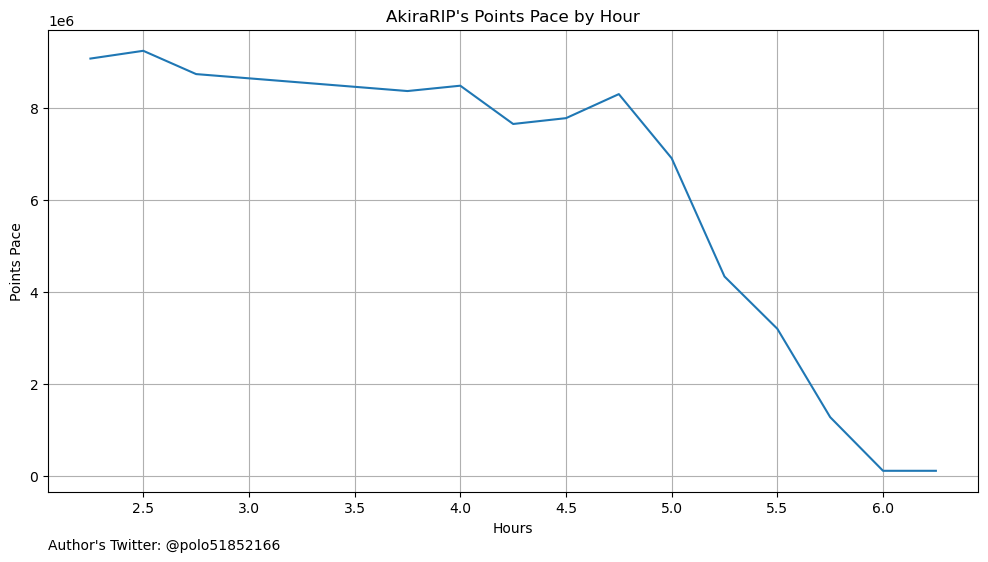 AkiraRIP's Points Pace by Hour
1e6
8
6
4
2
0
Points Pace
2.5 3.0 3.5 4.0 4.5 5.0 5.5 6.0
Hours
Author's Twitter: @polo51852166